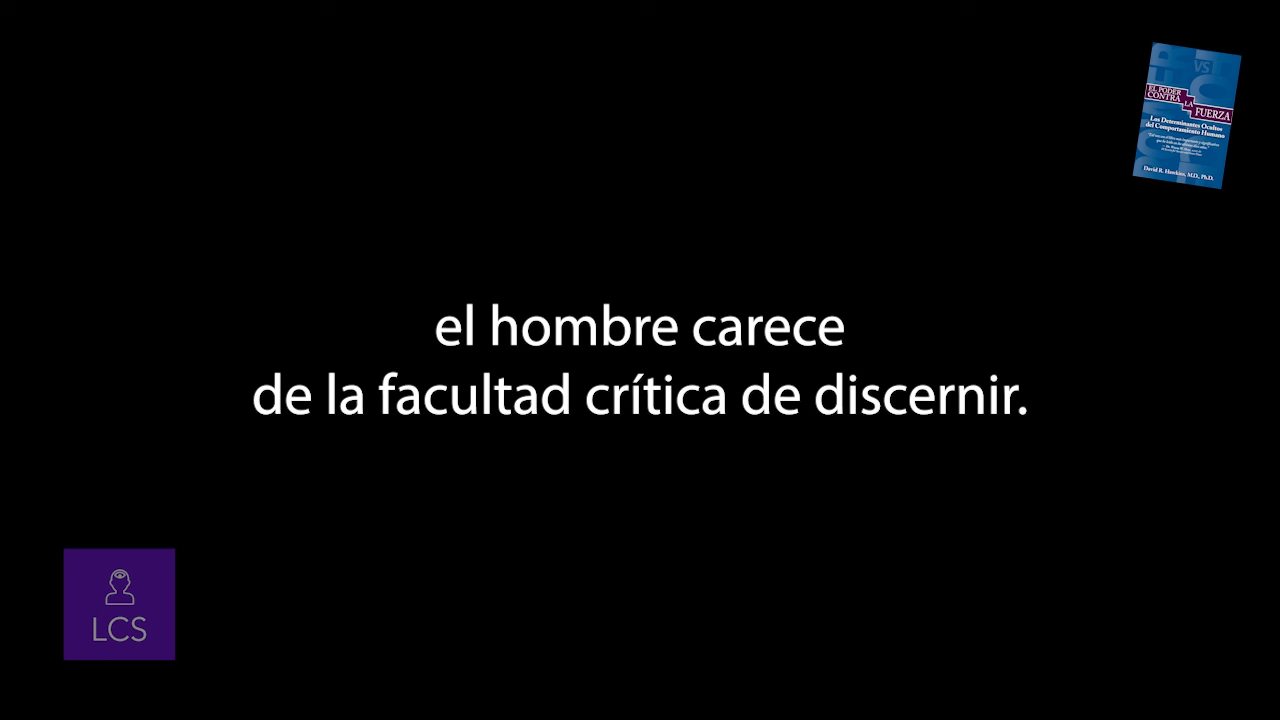 VS
EL PODER
CONTRA
LA
FUERZA
Los Determinantes Ocultos
del Comportamiento Humano
David R. Hawkins, M.D., Ph.D.
el hombre carece
de la facultad crítica de discernir.
LCS